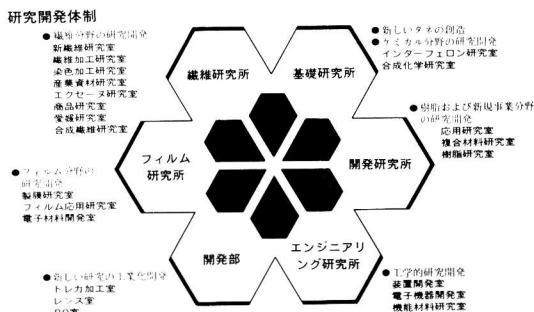 研究開発体制
●繊維分野の研究開発
新繊維研究室
繊維加工研究室
染色加工研究室
産業資材研究室
エクセーヌ研究室
商品研究室
愛媛研究室
合成繊維研究室
●新しいタネの創造
●ケミカル分野の研究開発
インターフェロン研究室
合成化学研究室
繊維研究所
基礎研究所
●樹脂および新規事業分野
の研究開発
応用研究室
複合材料研究室
樹脂研究室
フィルム
研究所
開発研究所
●フィルム分野の
研究開発
製膜研究室
フィルム応用研究室
電子材料開発室
開発部
エンジニアリ
ング研究所
●新しい研究の工業化開発
トレカ加工室
レンズ室
●工学的研究開発
装置開発室
電子機器開発室
機能材料研究室